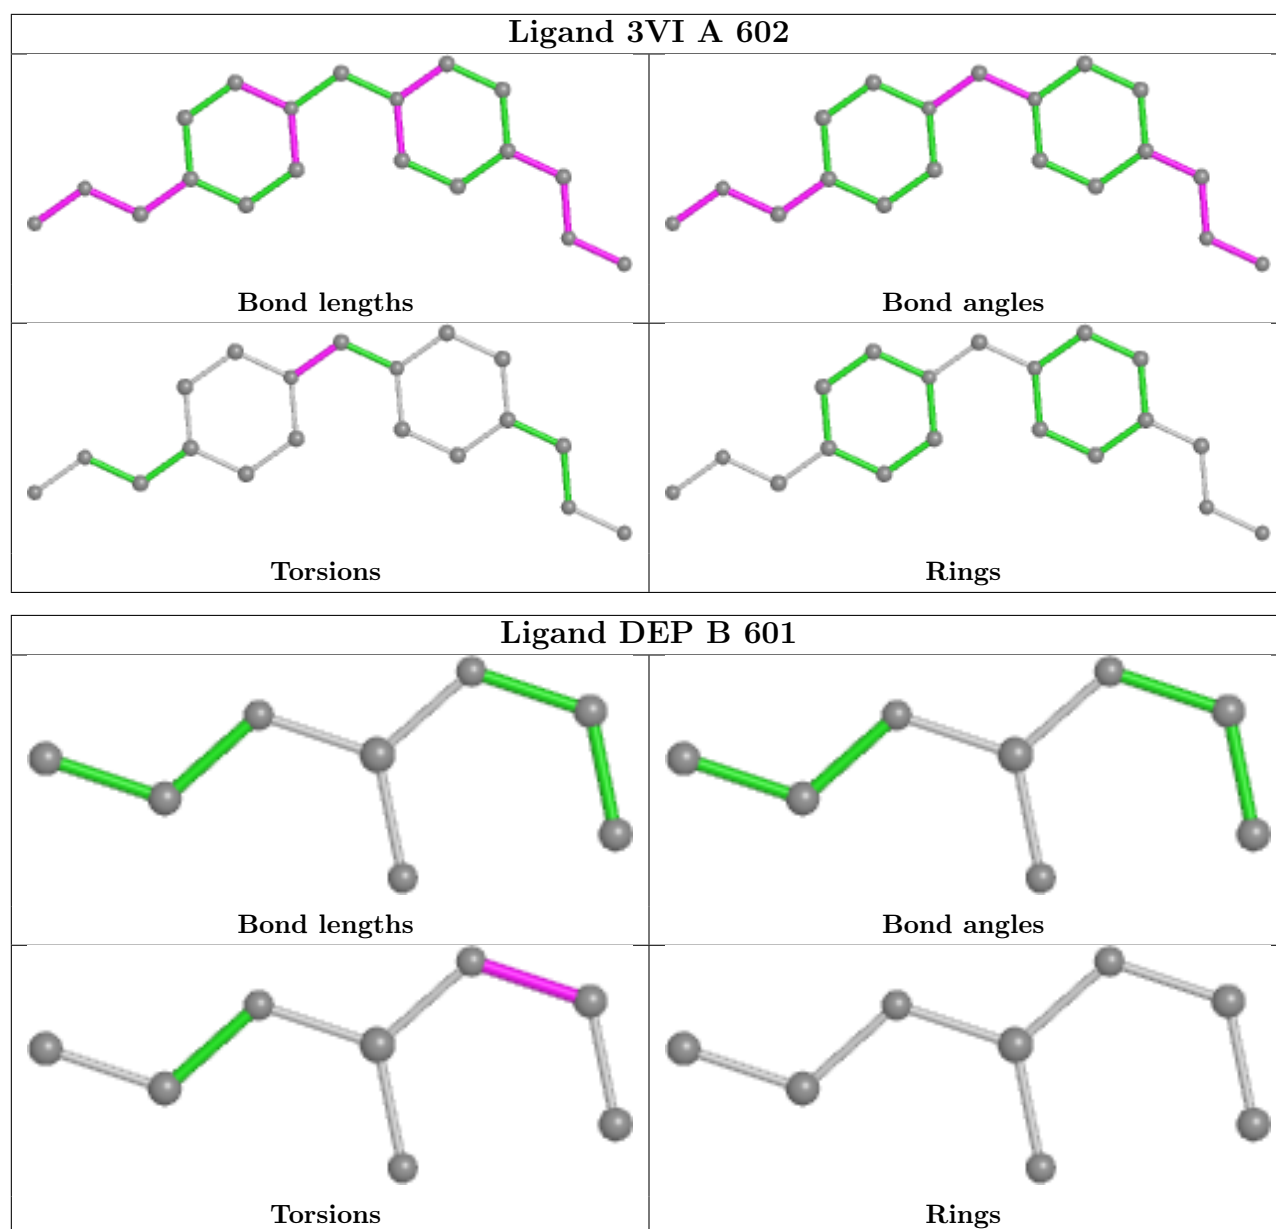 Ligand 3VI A 602
Bond lengths
Bond angles
Torsions
Rings
Ligand DEP B 601
Bond lengths
Bond angles
Torsions
Rings